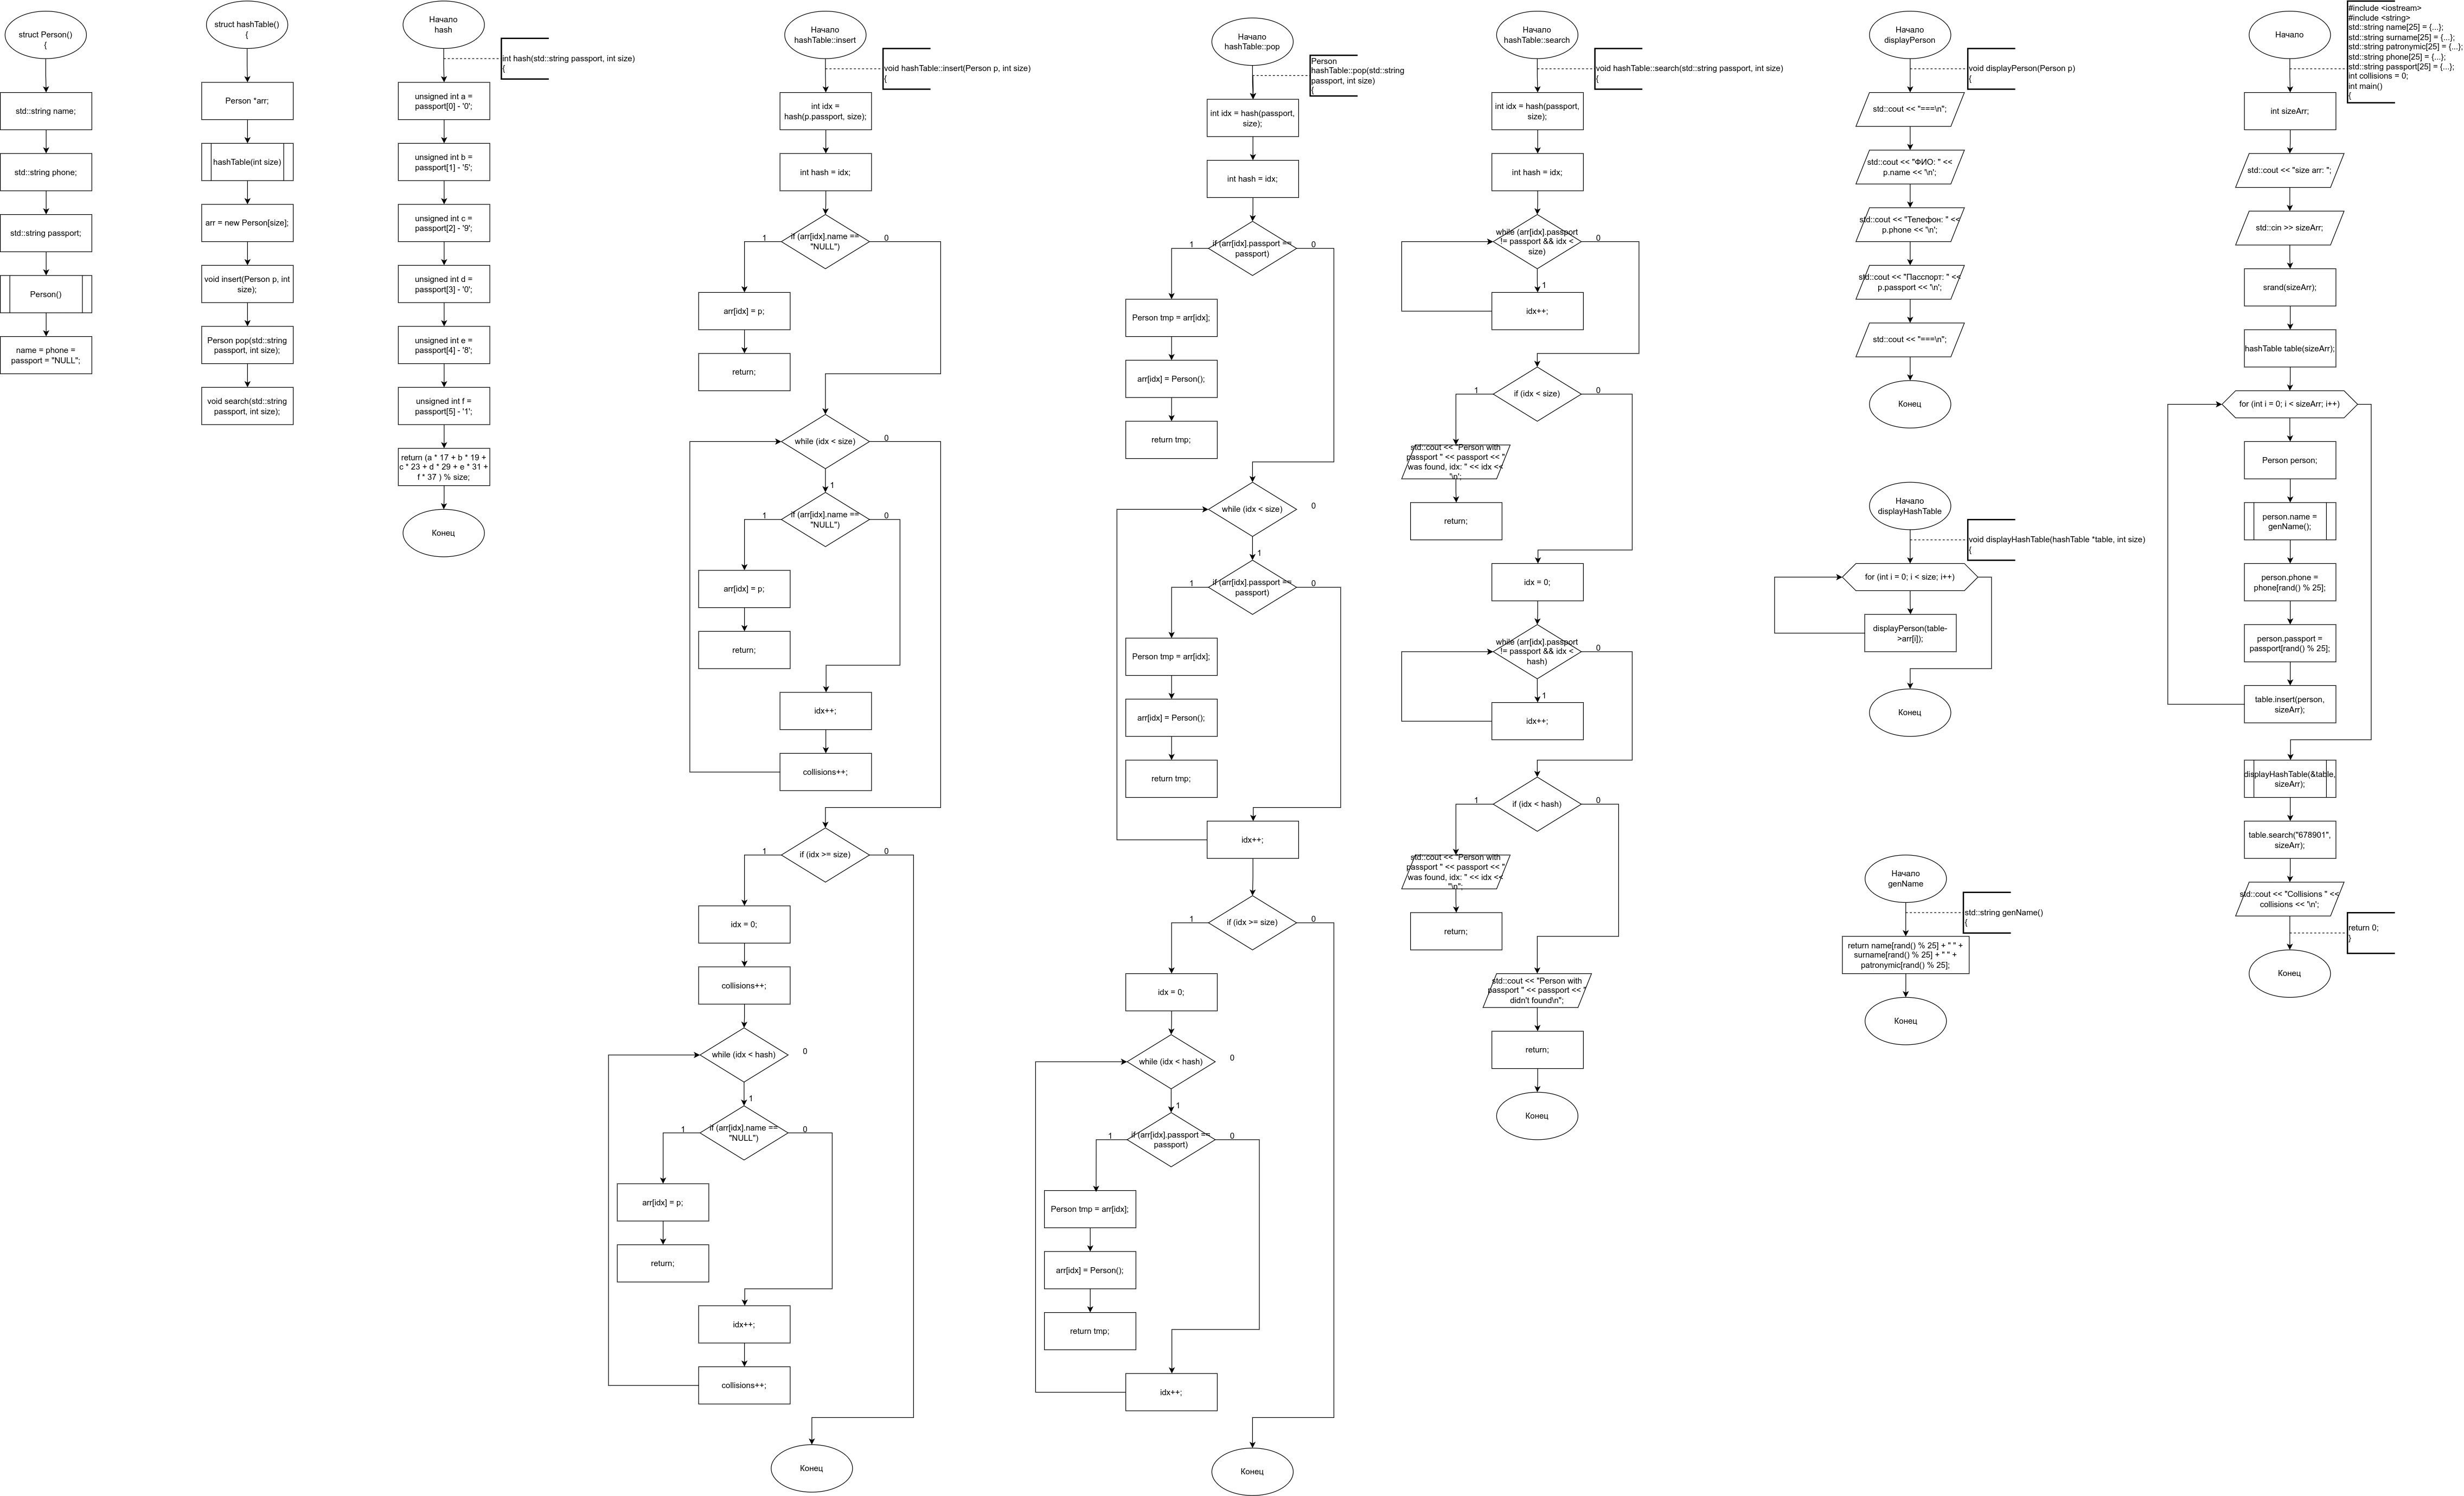 struct Person()
{
std::string name;
std::string phone;
std::string passport;
Person()
name = phone =
passport = "NULL";
struct hashTable()
{
Person *arr;
hashTable(int size)
arr = new Person[size];
void insert(Person p, int
size);
Person pop(std::string
passport, int size);
void search(std::string
passport, int size);
Начало
hash
int hash(std::string passport, int size)
{
unsigned int a =
passport[0] - '0';
unsigned int b =
passport[1] - '5';
unsigned int c =
passport[2] - '9';
unsigned int d =
passport[3] - '0';
unsigned int e =
passport[4] - '8';
unsigned int f =
passport[5] - '1';
return (a * 17 + b * 19 +
c * 23 + d * 29 + e * 31 +
f * 37 ) % size;
Конец
Начало
hashTable::insert
void hashTable::insert(Person p, int size)
{
int idx =
hash(p.passport, size);
int hash = idx;
if (arr[idx].name ==
"NULL")
1
0
arr[idx] = p;
return;
while (idx < size)
0
1
if (arr[idx].name ==
"NULL")
1
0
arr[idx] = p;
return;
idx++;
collisions++;
if (idx >= size)
1
0
idx = 0;
collisions++;
while (idx < hash)
0
1
if (arr[idx].name ==
"NULL")
1
0
arr[idx] = p;
return;
idx++;
collisions++;
Конец
Начало
hashTable::pop
Person
hashTable::pop(std::string
passport, int size)
{
int idx = hash(passport,
size);
int hash = idx;
if (arr[idx].passport ==
passport)
1
0
Person tmp = arr[idx];
arr[idx] = Person();
return tmp;
while (idx < size)
0
1
if (arr[idx].passport ==
passport)
1
0
Person tmp = arr[idx];
arr[idx] = Person();
return tmp;
idx++;
if (idx >= size)
1
0
idx = 0;
while (idx < hash)
0
1
if (arr[idx].passport ==
passport)
1
0
Person tmp = arr[idx];
arr[idx] = Person();
return tmp;
idx++;
Конец
Начало
hashTable::search
void hashTable::search(std::string passport, int size)
{
int idx = hash(passport,
size);
int hash = idx;
while (arr[idx].passport
!= passport && idx <
size)
0
1
idx++;
if (idx < size)
1
0
std::cout << "Person with
passport " << passport << "
was found, idx: " << idx <<
'\n';
return;
idx = 0;
while (arr[idx].passport
!= passport && idx <
hash)
0
1
idx++;
if (idx < hash)
1
0
std::cout << "Person with
passport " << passport << "
was found, idx: " << idx <<
"\n";
return;
std::cout << "Person with
passport " << passport << "
didn't found\n";
return;
Конец
Начало
displayPerson
void displayPerson(Person p)
{
std::cout << "===\n";
std::cout << "ФИО: " <<
p.name << '\n';
std::cout << "Телефон: " <<
p.phone << '\n';
std::cout << "Пасспорт: " <<
p.passport << '\n';
std::cout << "===\n";
Конец
Начало
displayHashTable
void displayHashTable(hashTable *table, int size)
{
for (int i = 0; i < size; i++)
displayPerson(table-
>arr[i]);
Конец
Начало
genName
std::string genName()
{
return name[rand() % 25] + " " +
surname[rand() % 25] + " " +
patronymic[rand() % 25];
Конец
Начало
#include <iostream>
#include <string>
std::string name[25] = {...};
std::string surname[25] = {...};
std::string patronymic[25] = {...};
std::string phone[25] = {...};
std::string passport[25] = {...};
int collisions = 0;
int main()
{
int sizeArr;
std::cout << "size arr: ";
std::cin >> sizeArr;
srand(sizeArr);
hashTable table(sizeArr);
for (int i = 0; i < sizeArr; i++)
Person person;
person.name =
genName();
person.phone =
phone[rand() % 25];
person.passport =
passport[rand() % 25];
table.insert(person,
sizeArr);
displayHashTable(&table,
sizeArr);
table.search("678901",
sizeArr);
std::cout << "Collisions " <<
collisions << '\n';
return 0;
}
Конец